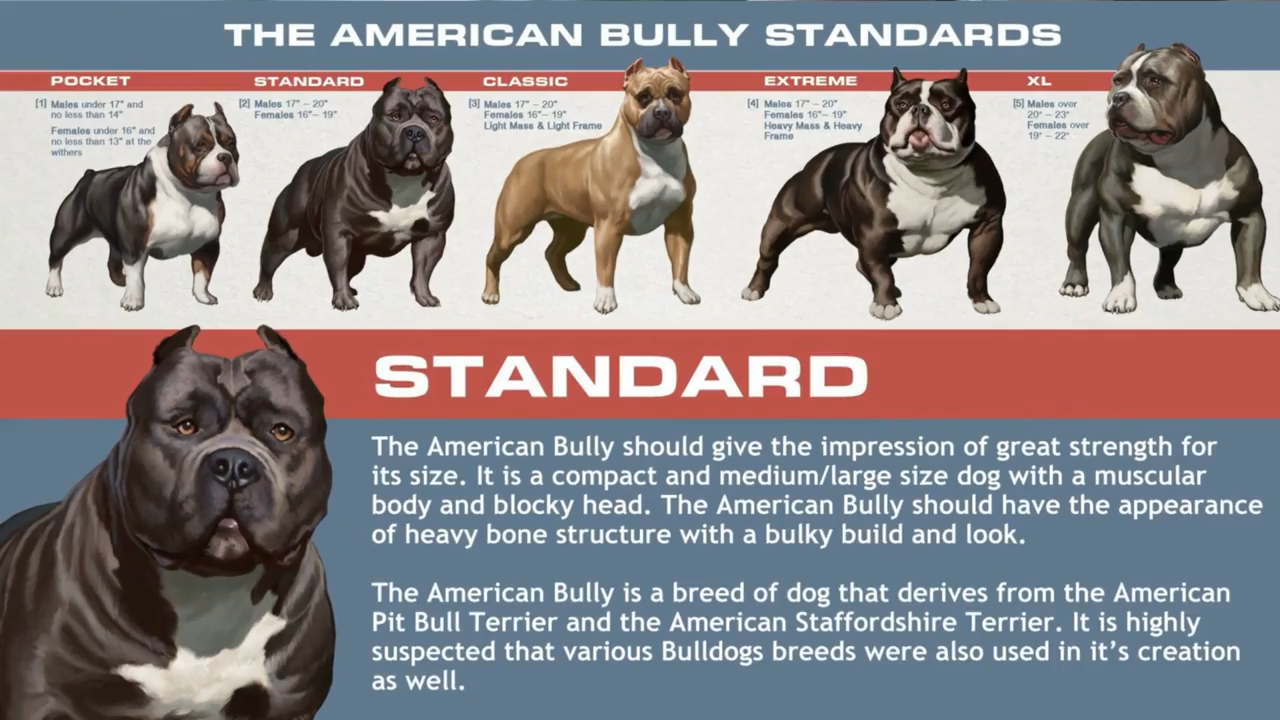 THE AMERICAN BULLY STANDARDS
POCKET
[1] Males under 17" and
no less than 14"
Females under 16" and
no less than 13" at the
withers
STANDARD
[2] Males 17" – 20"
Females 16"– 19"
CLASSIC
[3] Males 17" – 20"
Females 16"– 19"
Light Mass & Light Frame
EXTREME
[4] Males 17" – 20"
Females 16"– 19"
Heavy Mass & Heavy
Frame
XL
[5] Males over
20" – 23"
Females over
19" – 22"
STANDARD
The American Bully should give the impression of great strength for
its size. It is a compact and medium/large size dog with a muscular
body and blocky head. The American Bully should have the appearance
of heavy bone structure with a bulky build and look.
The American Bully is a breed of dog that derives from the American
Pit Bull Terrier and the American Staffordshire Terrier. It is highly
suspected that various Bulldogs breeds were also used in it’s creation
as well.